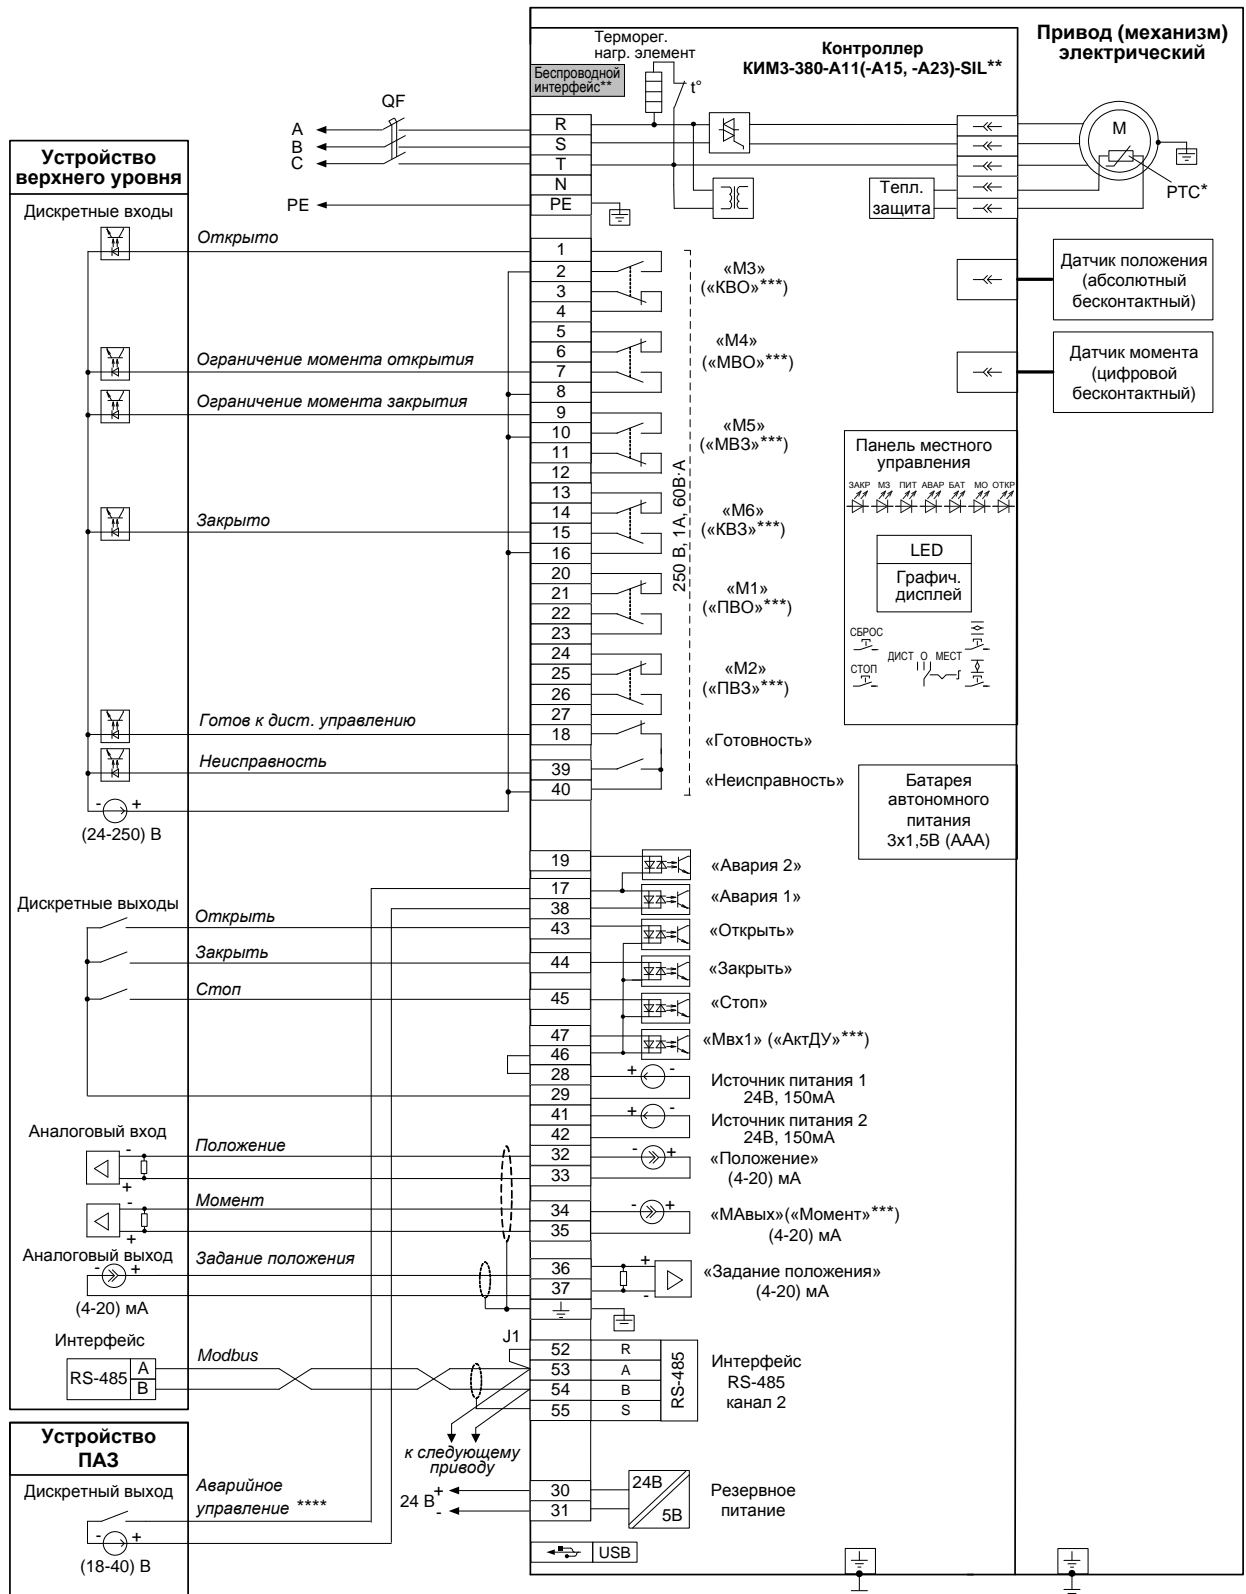 Привод (механизм)
электрический
Терморег.
нагр. элемент
Контроллер
КИМ3-380-А11(-А15, -А23)-SIL**
Беспроводной
интерфейс**
t°
QF
A
B
C
PE
R
S
T
N
PE
M
PTC*
Тепл.
защита
Устройство
верхнего уровня
Дискретные входы
Открыто
1
2
3
4
«М3»
(«КВО»***)
Датчик положения
(абсолютный
бесконтактный)
Ограничение момента открытия
5
6
7
8
«М4»
(«МВО»***)
Датчик момента
(цифровой
бесконтактный)
Ограничение момента закрытия
9
10
11
12
«М5»
(«МВЗ»***)
Панель местного
управления
ЗАКР МЗ ПИТ АВАР БАТ МО ОТКР
LED
Графич.
дисплей
СБРОС
СТОП
ДИСТ О МЕСТ
Закрыто
13
14
15
16
«М6»
(«КВЗ»***)
250 В, 1А, 60В·А
20
21
22
23
«М1»
(«ПВО»***)
24
25
26
27
«М2»
(«ПВЗ»***)
Готов к дист. управлению
18
«Готовность»
Неисправность
39
40
«Неисправность»
- +
(24-250) В
Батарея
автономного
питания
3х1,5В (ААА)
19
«Авария 2»
17
38
«Авария 1»
Дискретные выходы
Открыть
43
«Открыть»
Закрыть
44
«Закрыть»
Стоп
45
«Стоп»
47
46
«Мвх1» («АктДУ»***)
28
29
+ -
Источник питания 1
24В, 150мА
41
42
+ -
Источник питания 2
24В, 150мА
Аналоговый вход
Положение
-
+
32
33
- +
«Положение»
(4-20) мА
Момент
-
+
34
35
- +
«МАвых»(«Момент»***)
(4-20) мА
Аналоговый выход
Задание положения
- +
(4-20) мА
36
37
+
-
«Задание положения»
(4-20) мА
Интерфейс
RS-485
A
B
Modbus
J1
52 R
53 A
54 B
55 S
RS-485
Интерфейс
RS-485
канал 2
к следующему
приводу
Устройство
ПАЗ
Дискретный выход
Аварийное
управление ****
- +
(18-40) В
24 В
+
-
30
31
24В
5В
Резервное
питание
USB